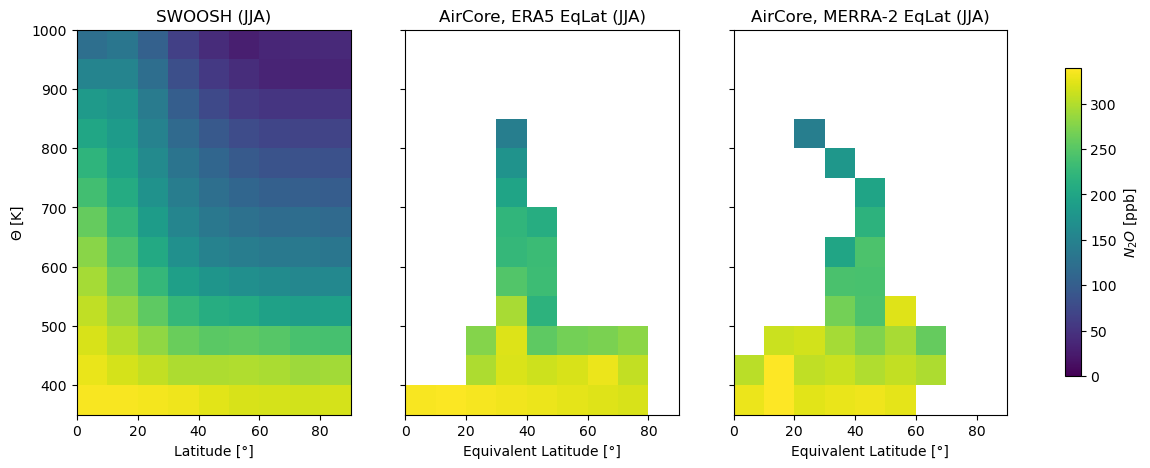 SWOOSH (JJA)
AirCore, ERA5 EqLat (JJA)
AirCore, MERRA-2 EqLat (JJA)
1000
900
800
700
600
500
400
Θ [K]
0 20 40 60 80
0 20 40 60 80
0 20 40 60 80
Latitude [°]
Equivalent Latitude [°]
Equivalent Latitude [°]
300
250
200
150
100
50
0
N₂O [ppb]